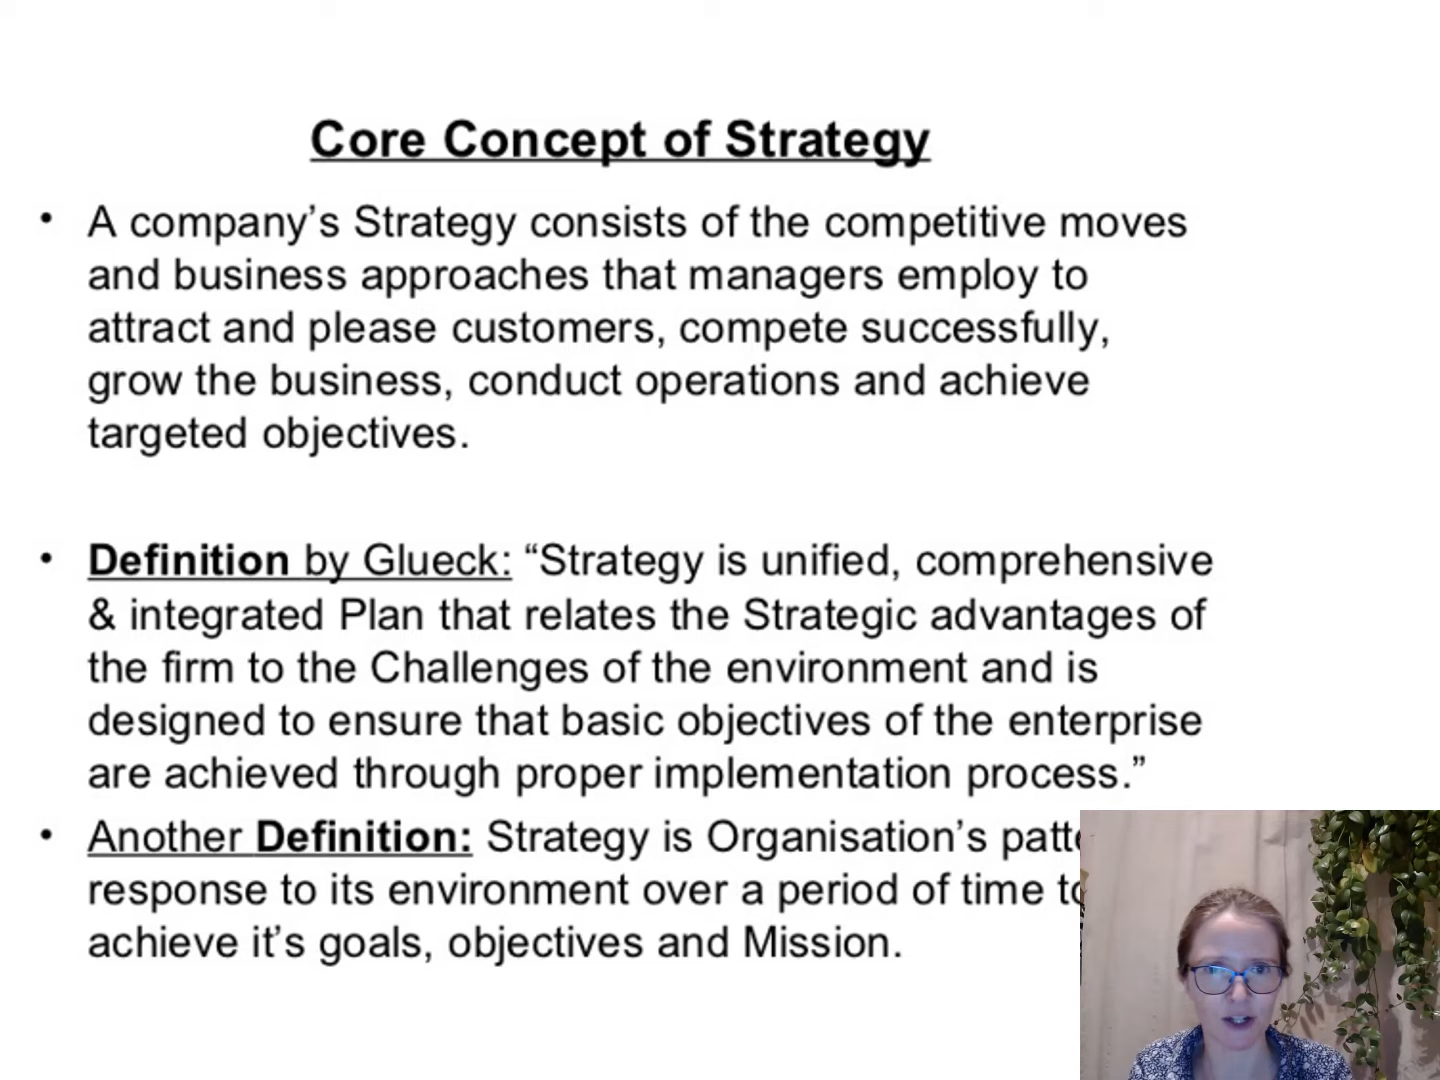 Core Concept of Strategy
• A company’s Strategy consists of the competitive moves
and business approaches that managers employ to
attract and please customers, compete successfully,
grow the business, conduct operations and achieve
targeted objectives.
• Definition by Glueck: “Strategy is unified, comprehensive
& integrated Plan that relates the Strategic advantages of
the firm to the Challenges of the environment and is
designed to ensure that basic objectives of the enterprise
are achieved through proper implementation process.”
• Another Definition: Strategy is Organisation’s
response to its environment over a period of time to
achieve it’s goals, objectives and Mission.